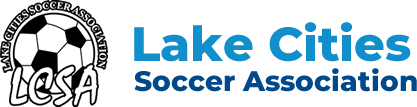 LAKE CITIES SOCCER ASSOCIATION
LCSA
Lake Cities
Soccer Association